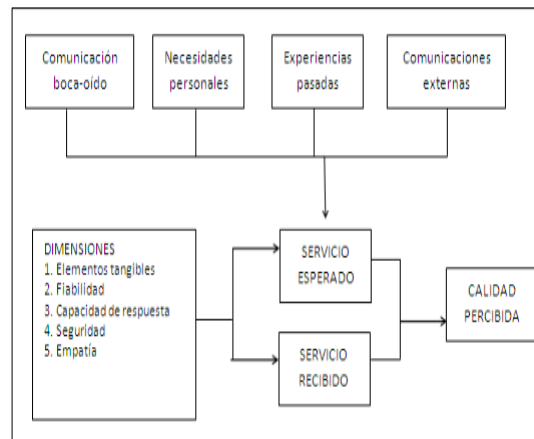 Comunicación
boca-oído
Necesidades
personales
Experiencias
pasadas
Comunicaciones
externas
DIMENSIONES
1. Elementos tangibles
2. Fiabilidad
3. Capacidad de respuesta
4. Seguridad
5. Empatía
SERVICIO
ESPERADO
SERVICIO
RECIBIDO
CALIDAD
PERCIBIDA